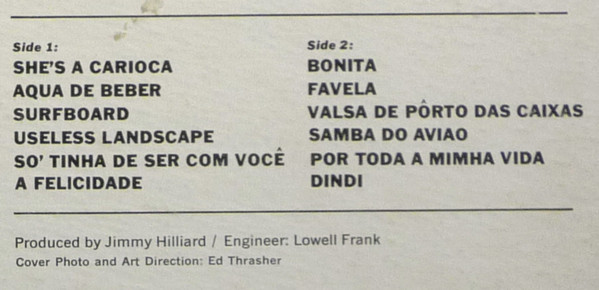 Side 1:
SHE'S A CARIOCA
AQUA DE BEBER
SURFBOARD
USELESS LANDSCAPE
SO' TINHA DE SER COM VOCÊ
A FELICIDADE
Side 2:
BONITA
FAVELA
VALSA DE PÔRTO DAS CAIXAS
SAMBA DO AVIAO
POR TODA A MIMHA VIDA
DINDI
Produced by Jimmy Hilliard / Engineer: Lowell Frank
Cover Photo and Art Direction: Ed Thrasher